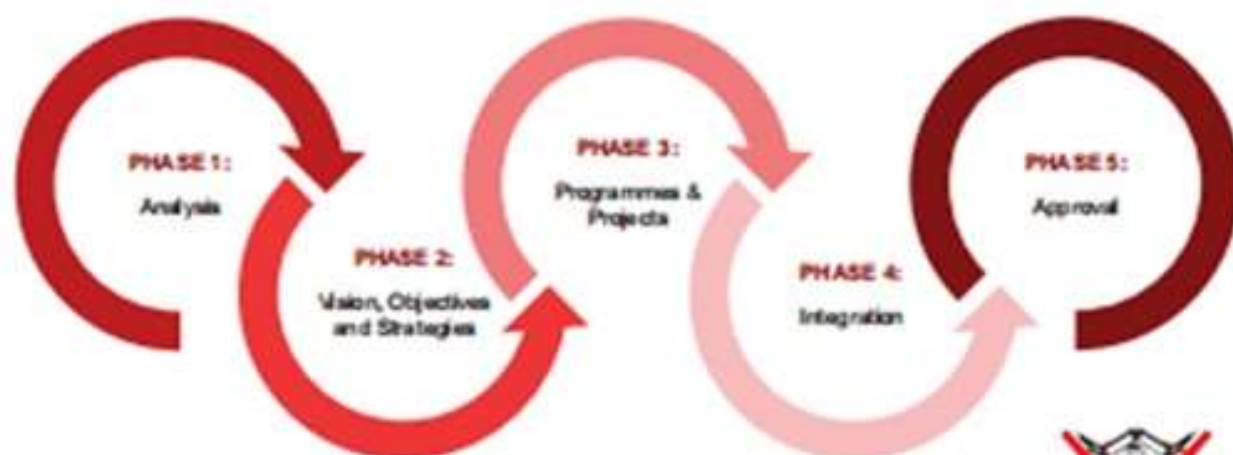 PHASE 1:
Analysis
PHASE 2:
Vision, Objectives
and Strategies
PHASE 3:
Programmes &
Projects
PHASE 4:
Integration
PHASE 5:
Approval